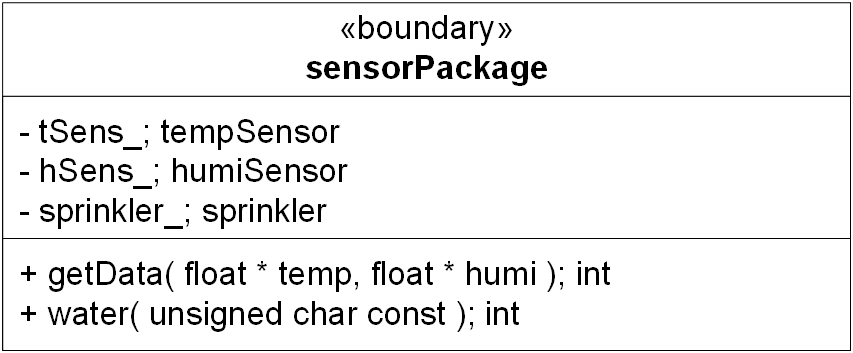 «boundary»
sensorPackage
- tSens_; tempSensor
- hSens_; humiSensor
- sprinkler_; sprinkler
+ getData( float * temp, float * humi ); int
+ water( unsigned char const ); int